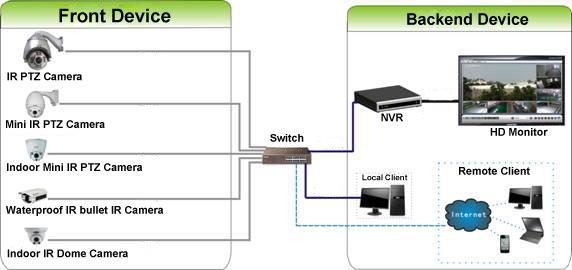 Front Device
IR PTZ Camera
Mini IR PTZ Camera
Indoor Mini IR PTZ Camera
Waterproof IR bullet IR Camera
Indoor IR Dome Camera
Switch
Backend Device
NVR
HD Monitor
Local Client
Remote Client
Internet